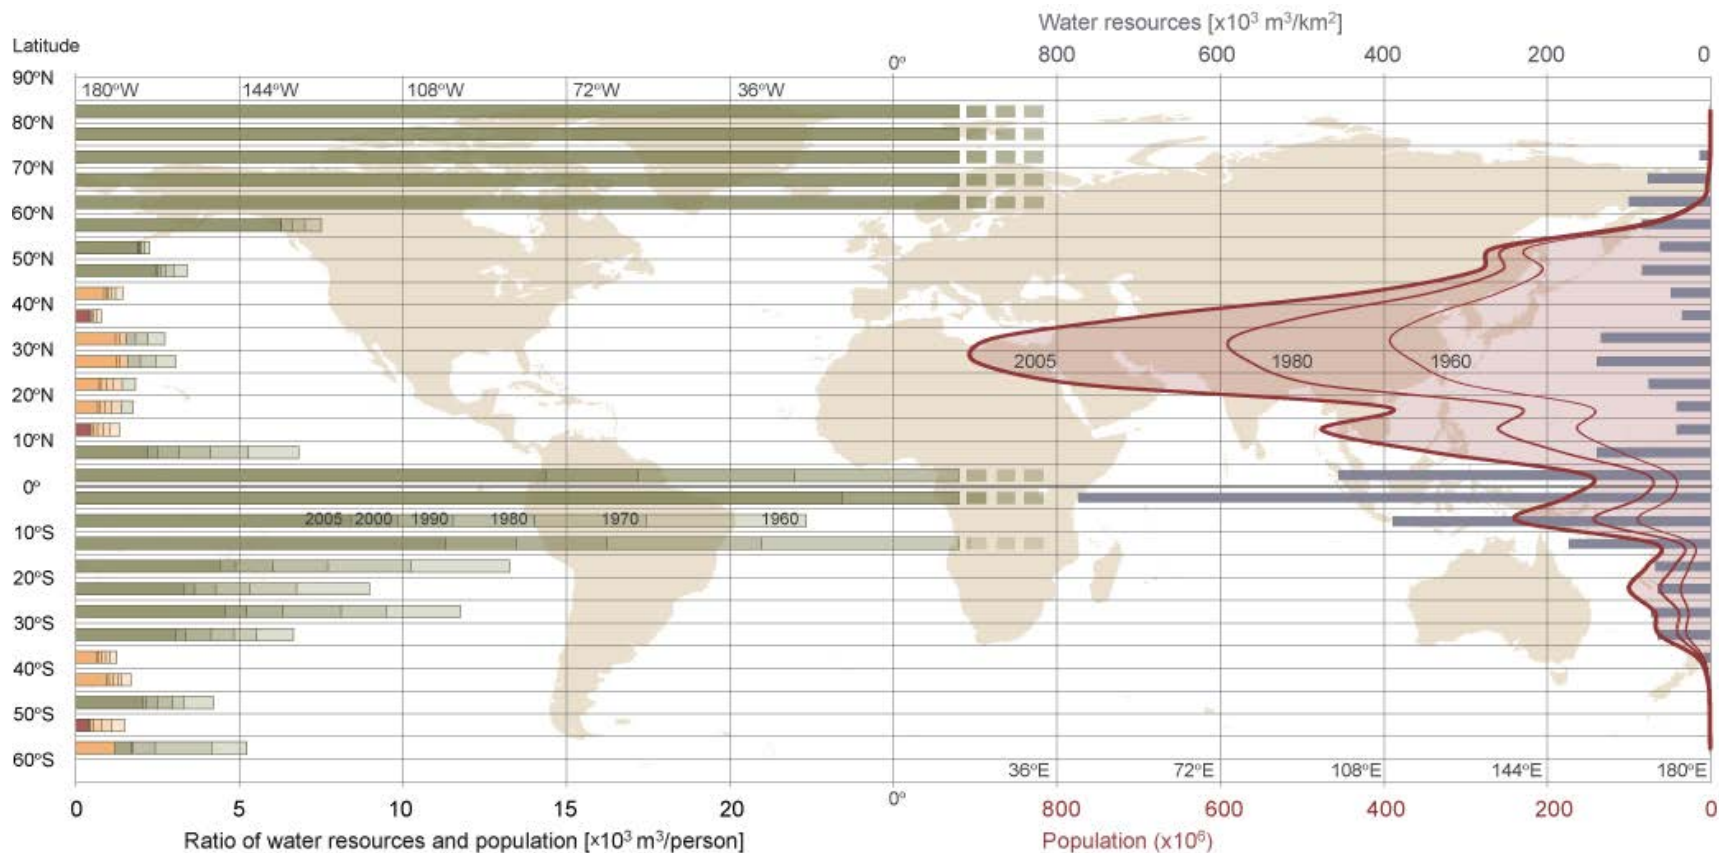 Water resources [x10³ m³/km²]
Latitude
0°
800
600
400
200
0
90°N
180°W
144°W
108°W
72°W
36°W
80°N
70°N
60°N
50°N
40°N
30°N
2005
1980
1960
20°N
10°N
0°
2005
2000
1990
1980
1970
1960
10°S
20°S
30°S
40°S
50°S
60°S
36°E
72°E
108°E
144°E
180°E
0
5
10
15
20
0°
800
600
400
200
0
Ratio of water resources and population [×10³ m³/person]
Population (x10⁶)